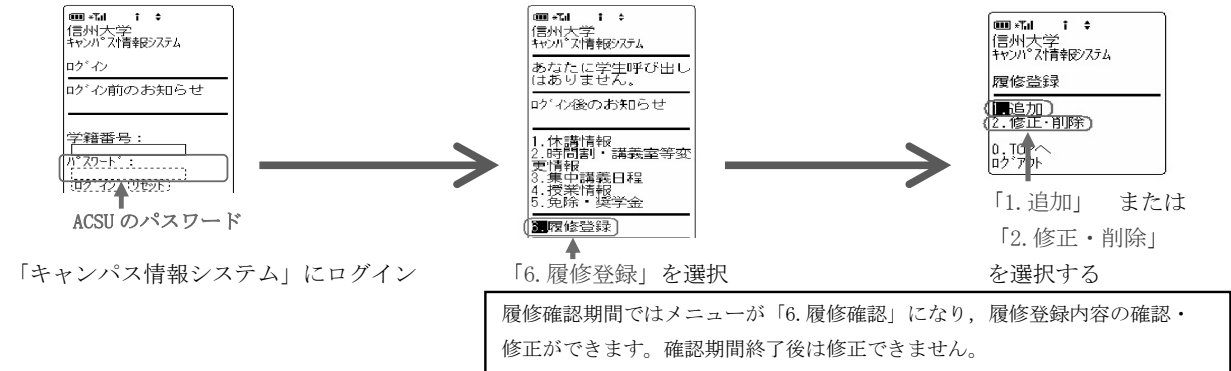 信州大学
ｷｬﾝﾊﾟｽ情報ｼｽﾃﾑ
ﾛｸﾞｲﾝ
ﾛｸﾞｲﾝ前のお知らせ
学籍番号：
ﾊﾟｽﾜｰﾄﾞ：
ﾛｸﾞｲﾝ ﾘｾｯﾄ
ACSU のパスワード
「キャンパス情報システム」にログイン
信州大学
ｷｬﾝﾊﾟｽ情報ｼｽﾃﾑ
あなたに学生呼び出し
はありません。
ﾛｸﾞｲﾝ後のお知らせ
1.休講情報
2.時間割・講義室等変
更情報
3.集中講義日程
4.授業情報
5.免除・奨学金
6.履修登録
「6.履修登録」を選択
信州大学
ｷｬﾝﾊﾟｽ情報ｼｽﾃﾑ
履修登録
1.追加
2.修正・削除
0.TOPへ
ﾛｸﾞｱｳﾄ
「1.追加」　または
「2.修正・削除」
を選択する
履修確認期間ではメニューが「6.履修確認」になり，履修登録内容の確認・
修正ができます。確認期間終了後は修正できません。